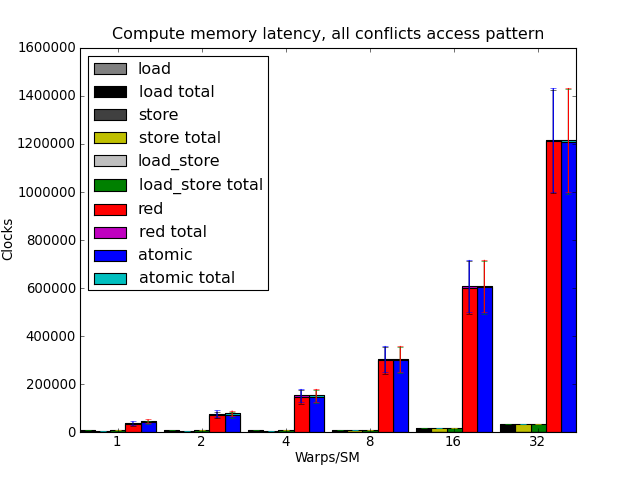 Compute memory latency, all conflicts access pattern
1600000
1400000
1200000
1000000
800000
600000
400000
200000
0
Clocks
load
load total
store
store total
load_store
load_store total
red
red total
atomic
atomic total
1 2 4 8 16 32
Warps/SM